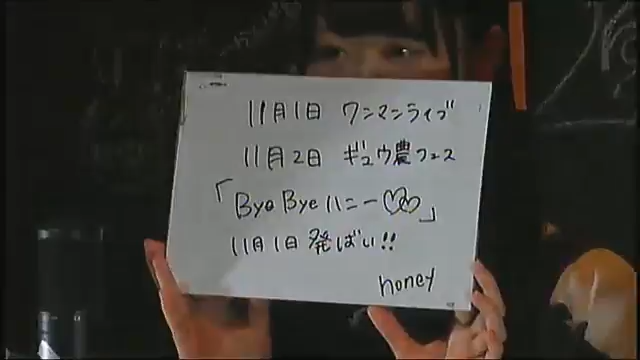 11月1日 ワンマンライブ
11月2日 ギュウ農フェス
「Bye Bye ハニー♡♡」
11月1日 発ばい!!
honey